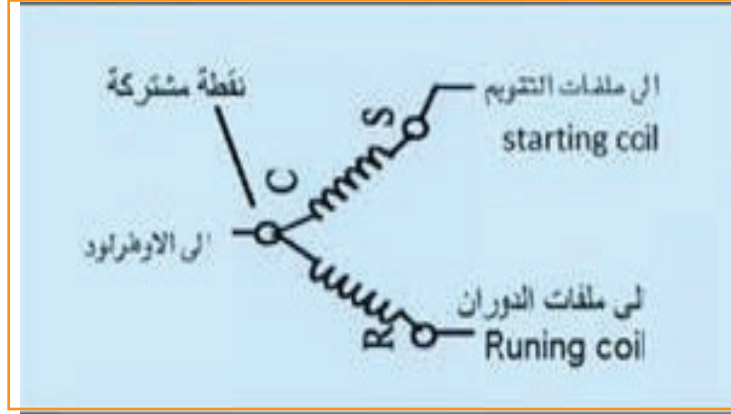 نقطة مشتركة
الى ملفات التقويم
starting coil
S
C
الى الاوفرلود
R
لى ملفات الدوران
Runing coil